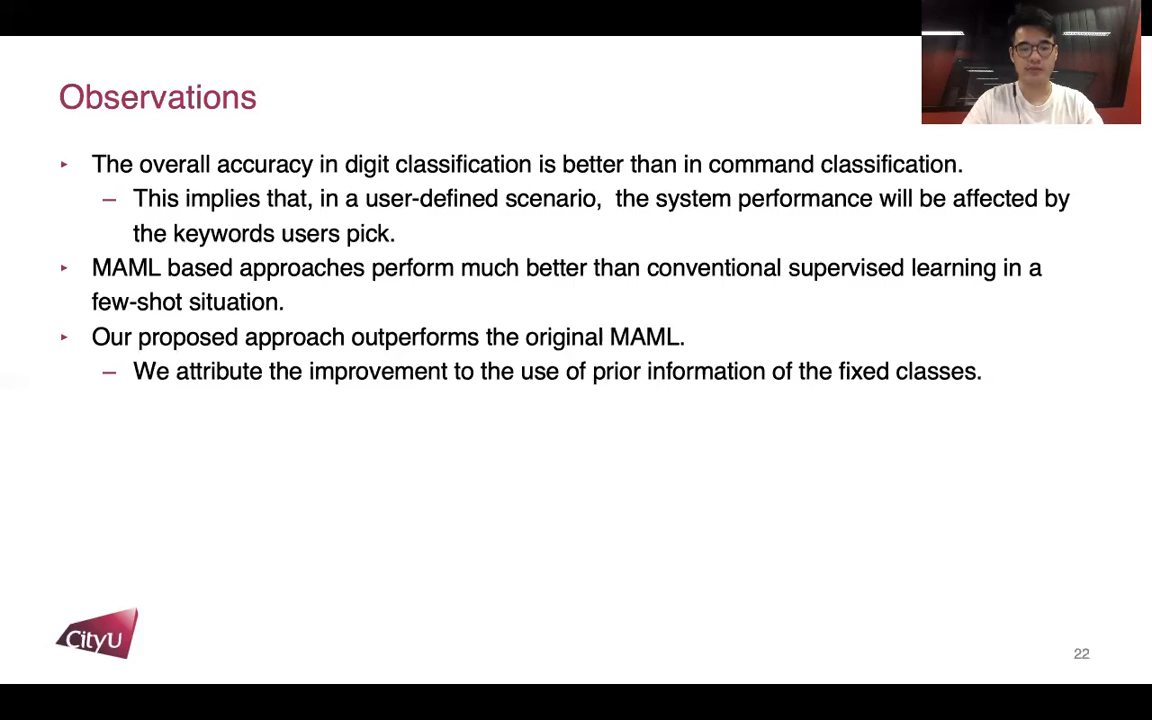 Observations
‣ The overall accuracy in digit classification is better than in command classification.
– This implies that, in a user-defined scenario, the system performance will be affected by
the keywords users pick.
‣ MAML based approaches perform much better than conventional supervised learning in a
few-shot situation.
‣ Our proposed approach outperforms the original MAML.
– We attribute the improvement to the use of prior information of the fixed classes.
CityU
22